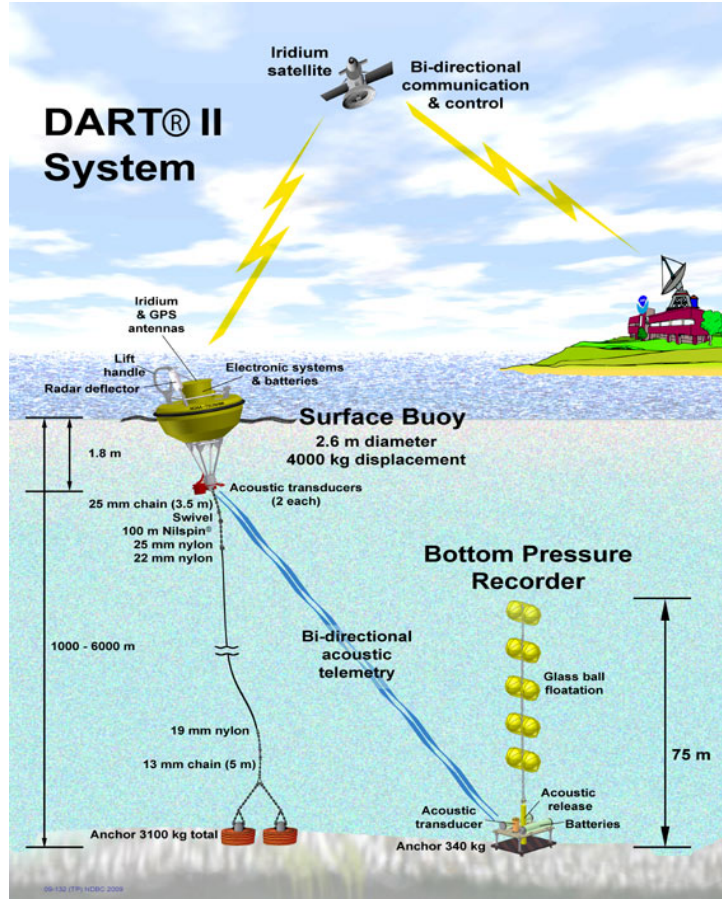 Iridium
satellite
Bi-directional
communication
& control
DART® II
System
Iridium
& GPS
antennas
Lift
handle
Radar deflector
Electronic systems
& batteries
Surface Buoy
2.6 m diameter
4000 kg displacement
1.8 m
Acoustic transducers
(2 each)
25 mm chain (3.5 m)
Swivel
100 m Nilspin®
25 mm nylon
22 mm nylon
Bottom Pressure
Recorder
Bi-directional
acoustic
telemetry
1000 - 6000 m
Glass ball
floatation
75 m
19 mm nylon
13 mm chain (5 m)
Acoustic
release
Acoustic
transducer
Batteries
Anchor 3100 kg total
Anchor 340 kg
09-132 (TP) NDBC 2009